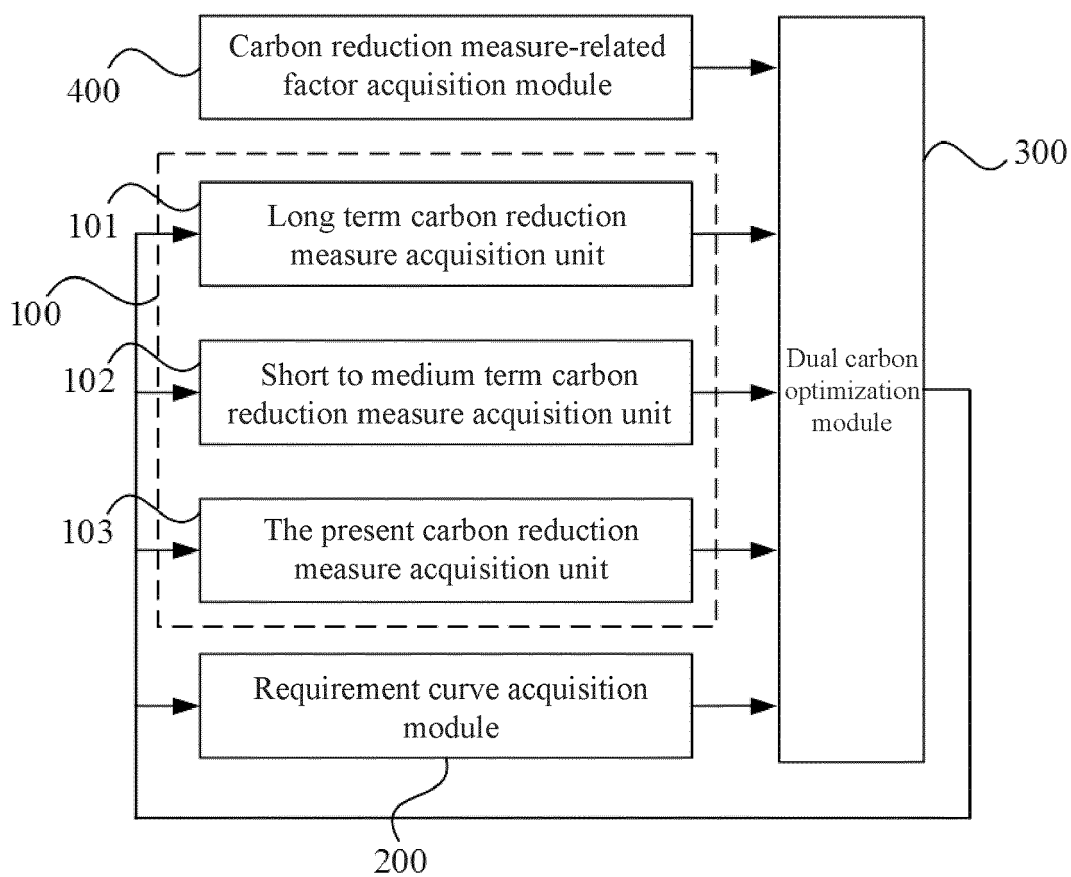 Carbon reduction measure-related
factor acquisition module
400
300
101
Long term carbon reduction
measure acquisition unit
100
102
Short to medium term carbon
reduction measure acquisition unit
Dual carbon
optimization
module
103
The present carbon reduction
measure acquisition unit
Requirement curve acquisition
module
200